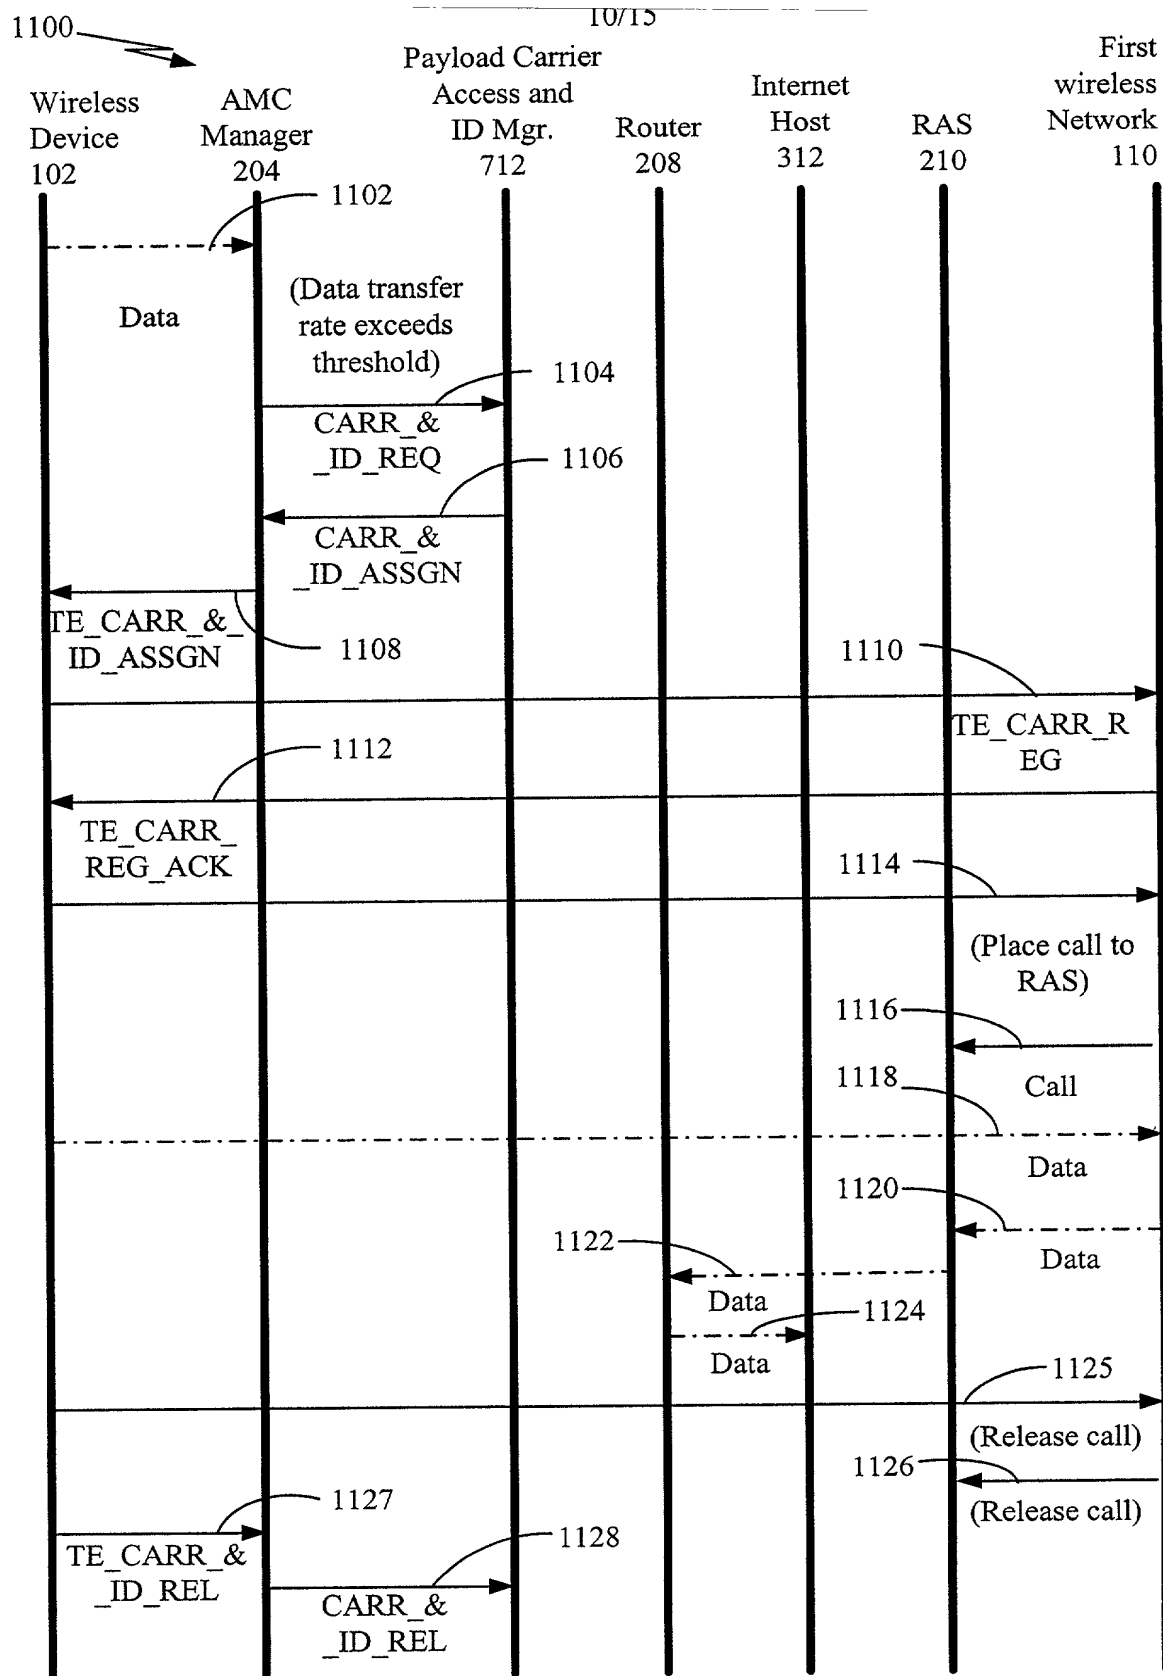 10/15
1100
Wireless
Device
102
AMC
Manager
204
Payload Carrier
Access and
ID Mgr.
712
Router
208
Internet
Host
312
RAS
210
First
wireless
Network
110
1102
Data
(Data transfer
rate exceeds
threshold)
1104
CARR_&
_ID_REQ
1106
CARR_&
_ID_ASSGN
TE_CARR_&_
ID_ASSGN
1108
1110
TE_CARR_R
EG
1112
TE_CARR_
REG_ACK
1114
(Place call to
RAS)
1116
Call
1118
Data
1120
Data
1122
Data
1124
Data
1125
(Release call)
1126
(Release call)
1127
TE_CARR_&
_ID_REL
1128
CARR_&
_ID_REL